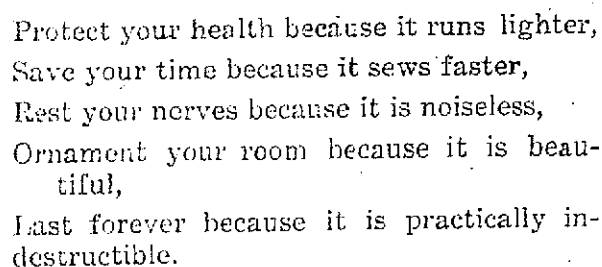 Protect your health because it runs lighter,
Save your time because it sews faster,
Rest your nerves because it is noiseless,
Ornament your room because it is beau-
tiful,
Last forever because it is practically in-
destructible.